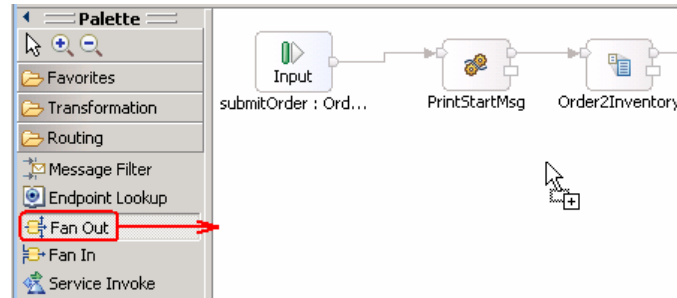 Palette
Favorites
Transformation
Routing
Message Filter
Endpoint Lookup
Fan Out
Fan In
Service Invoke
Input
submitOrder : Ord...
PrintStartMsg
Order2Inventory